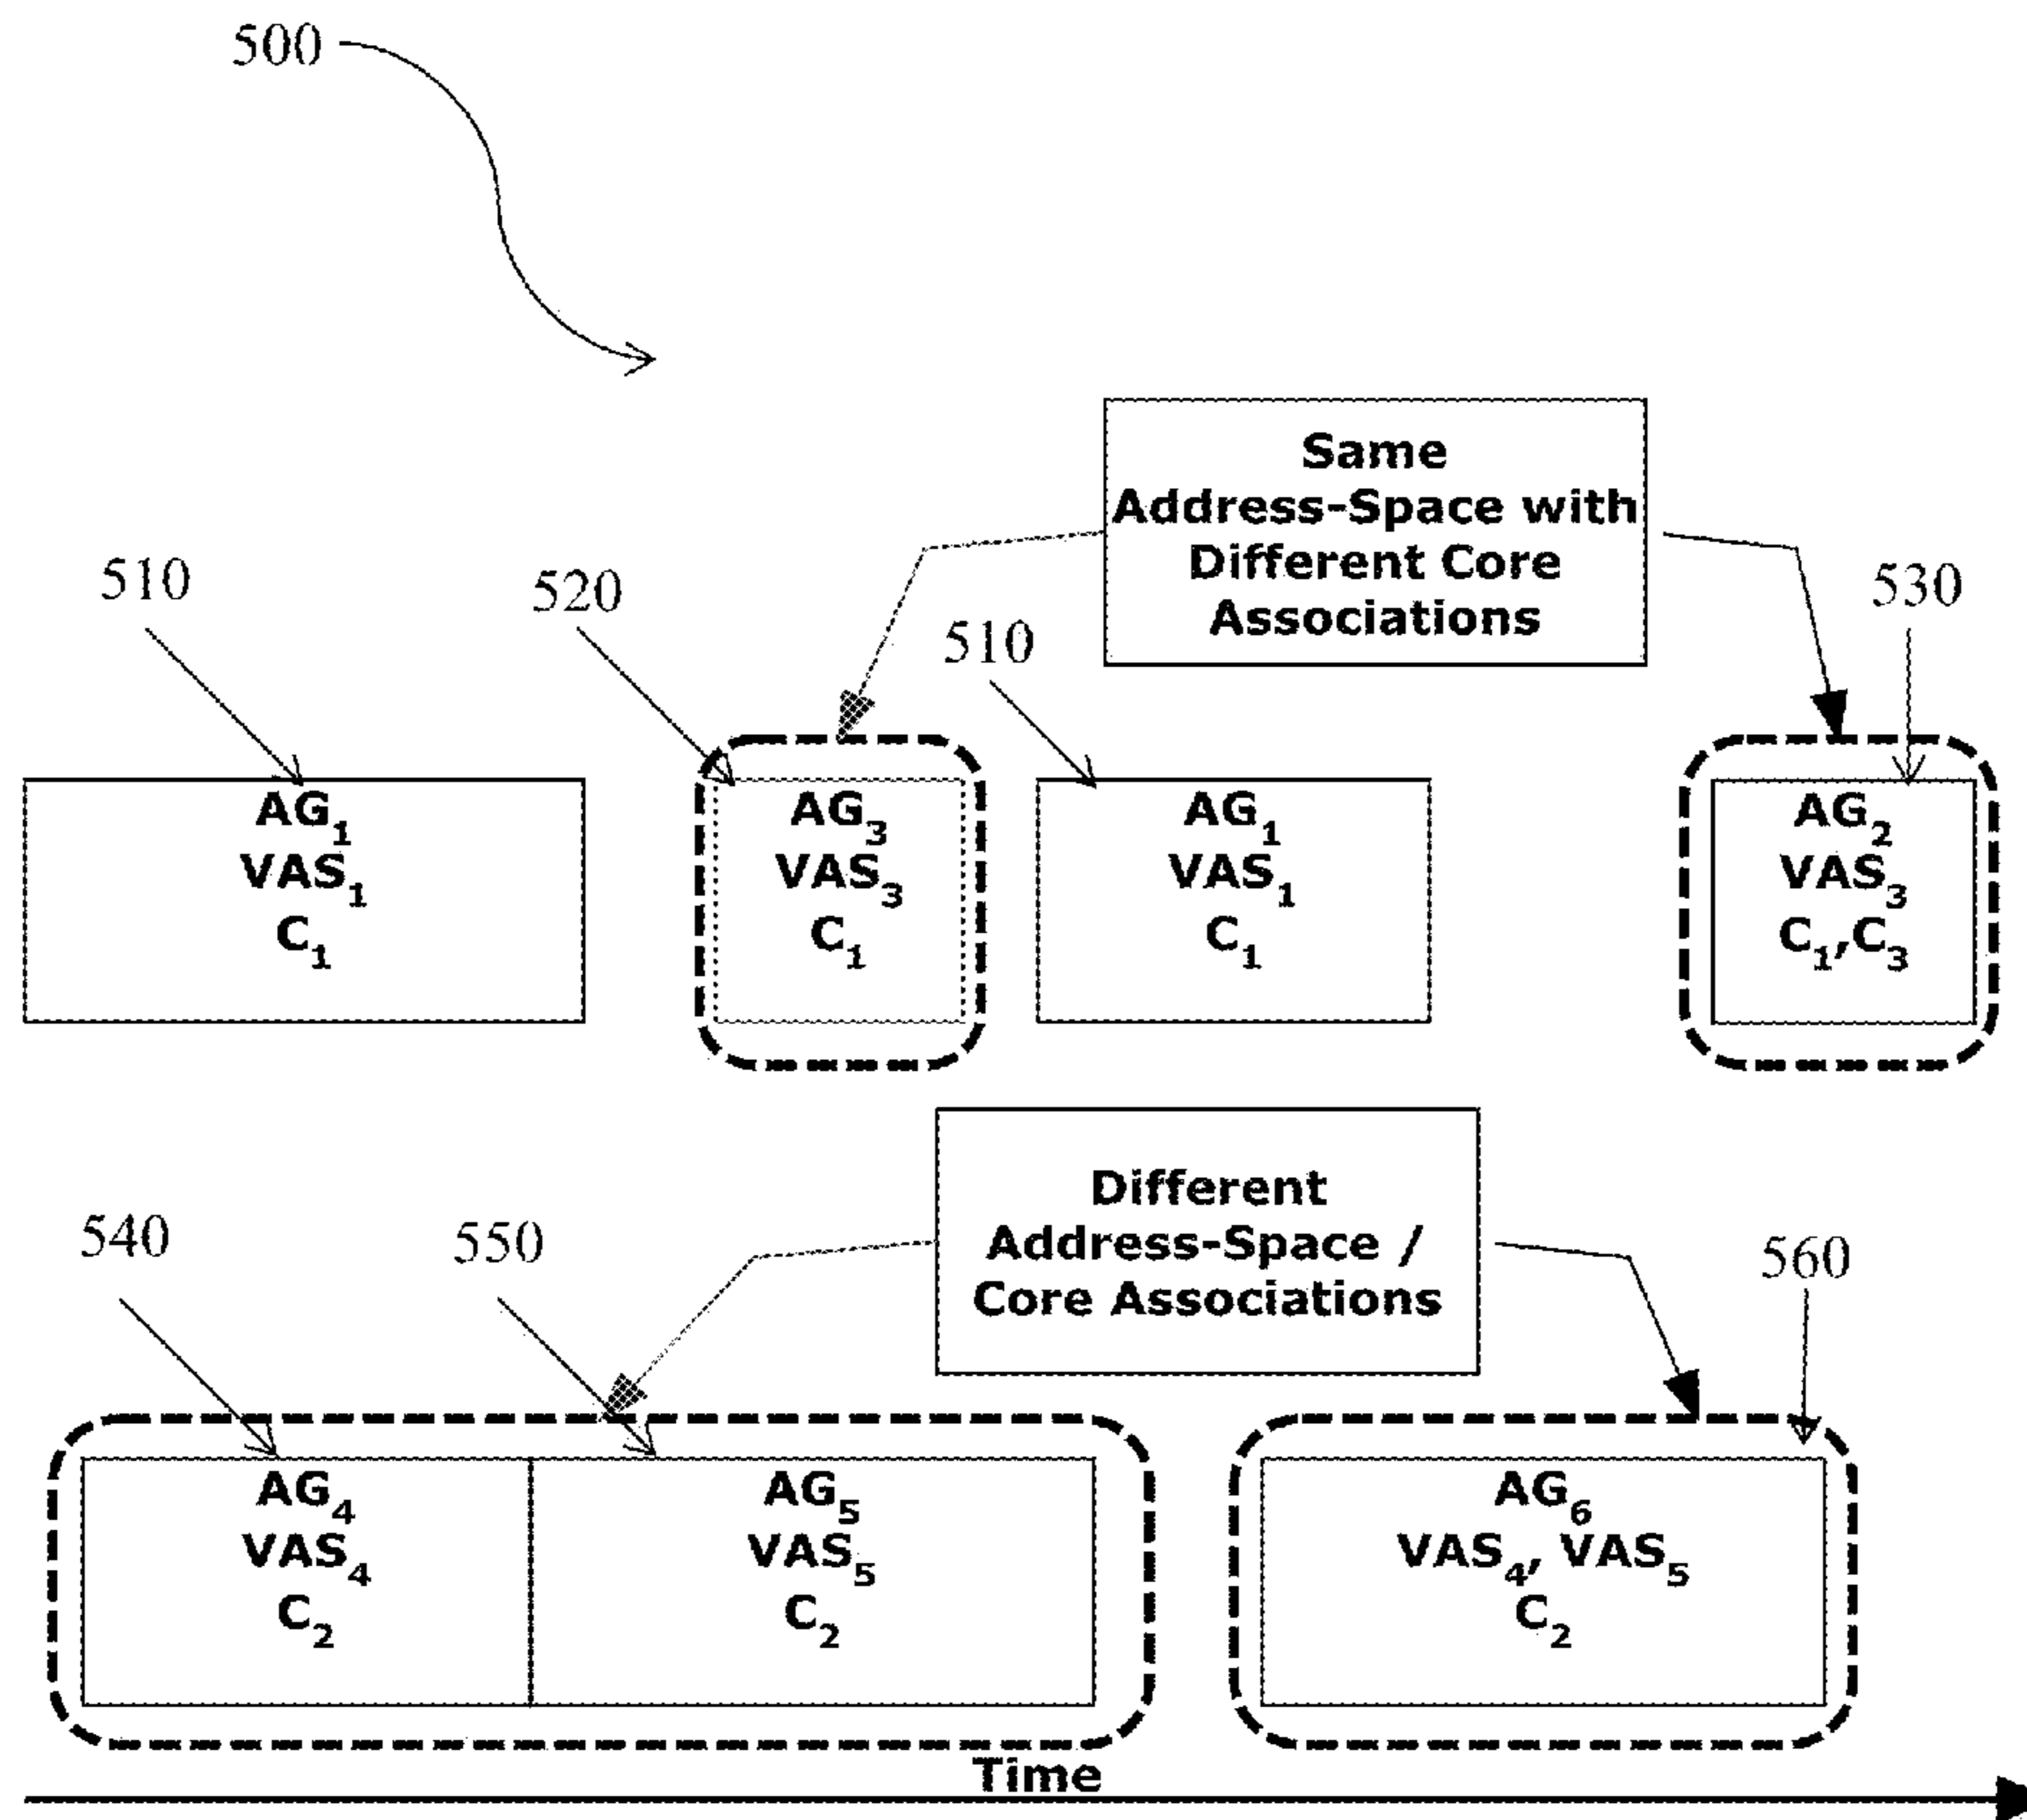 500
Same
Address-Space with
Different Core
Associations
510
520
510
530
AG₁
VAS₁
C₁
AG₃
VAS₃
C₁
AG₁
VAS₁
C₁
AG₂
VAS₃
C₁,C₃
Different
Address-Space /
Core Associations
540
550
560
AG₄
VAS₄
C₂
AG₅
VAS₅
C₂
AG₆
VAS₄, VAS₅
C₂
Time